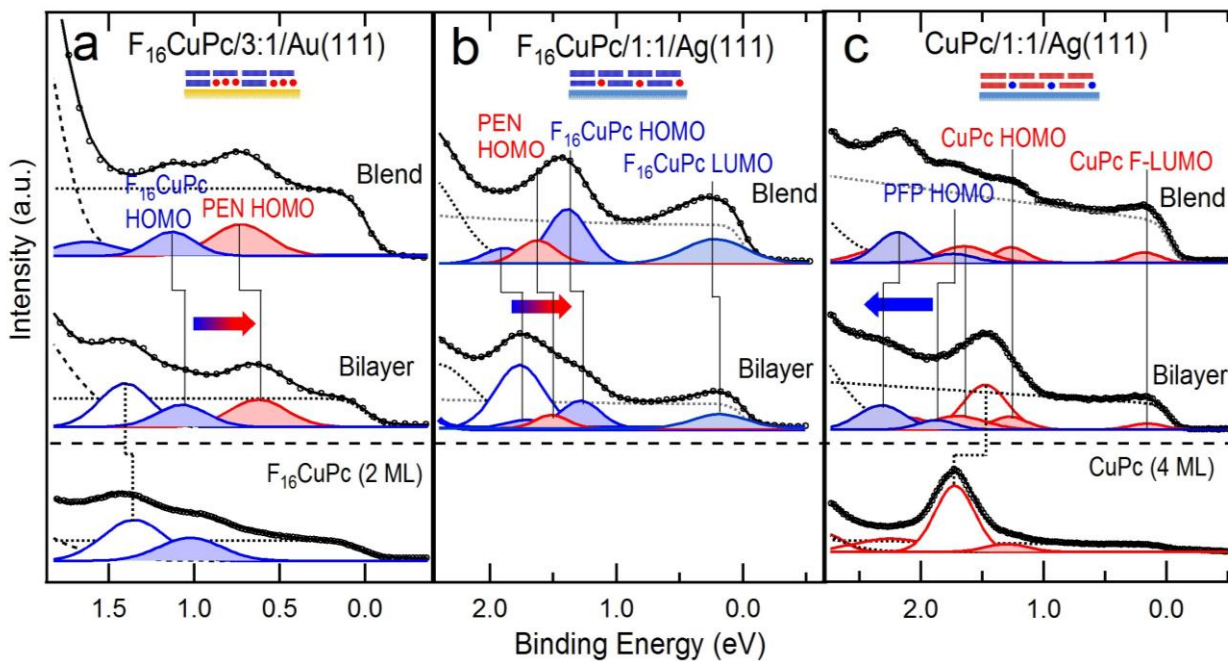 a
F₁₆CuPc/3:1/Au(111)
F₁₆CuPc
HOMO
PEN HOMO
Blend
Bilayer
F₁₆CuPc (2 ML)
b
F₁₆CuPc/1:1/Ag(111)
PEN
HOMO
F₁₆CuPc HOMO
F₁₆CuPc LUMO
Blend
Bilayer
c
CuPc/1:1/Ag(111)
CuPc HOMO
CuPc F-LUMO
PFP HOMO
Blend
Bilayer
CuPc (4 ML)
Intensity (a.u.)
1.5 1.0 0.5 0.0
2.0 1.0 0.0
2.0 1.0 0.0
Binding Energy (eV)